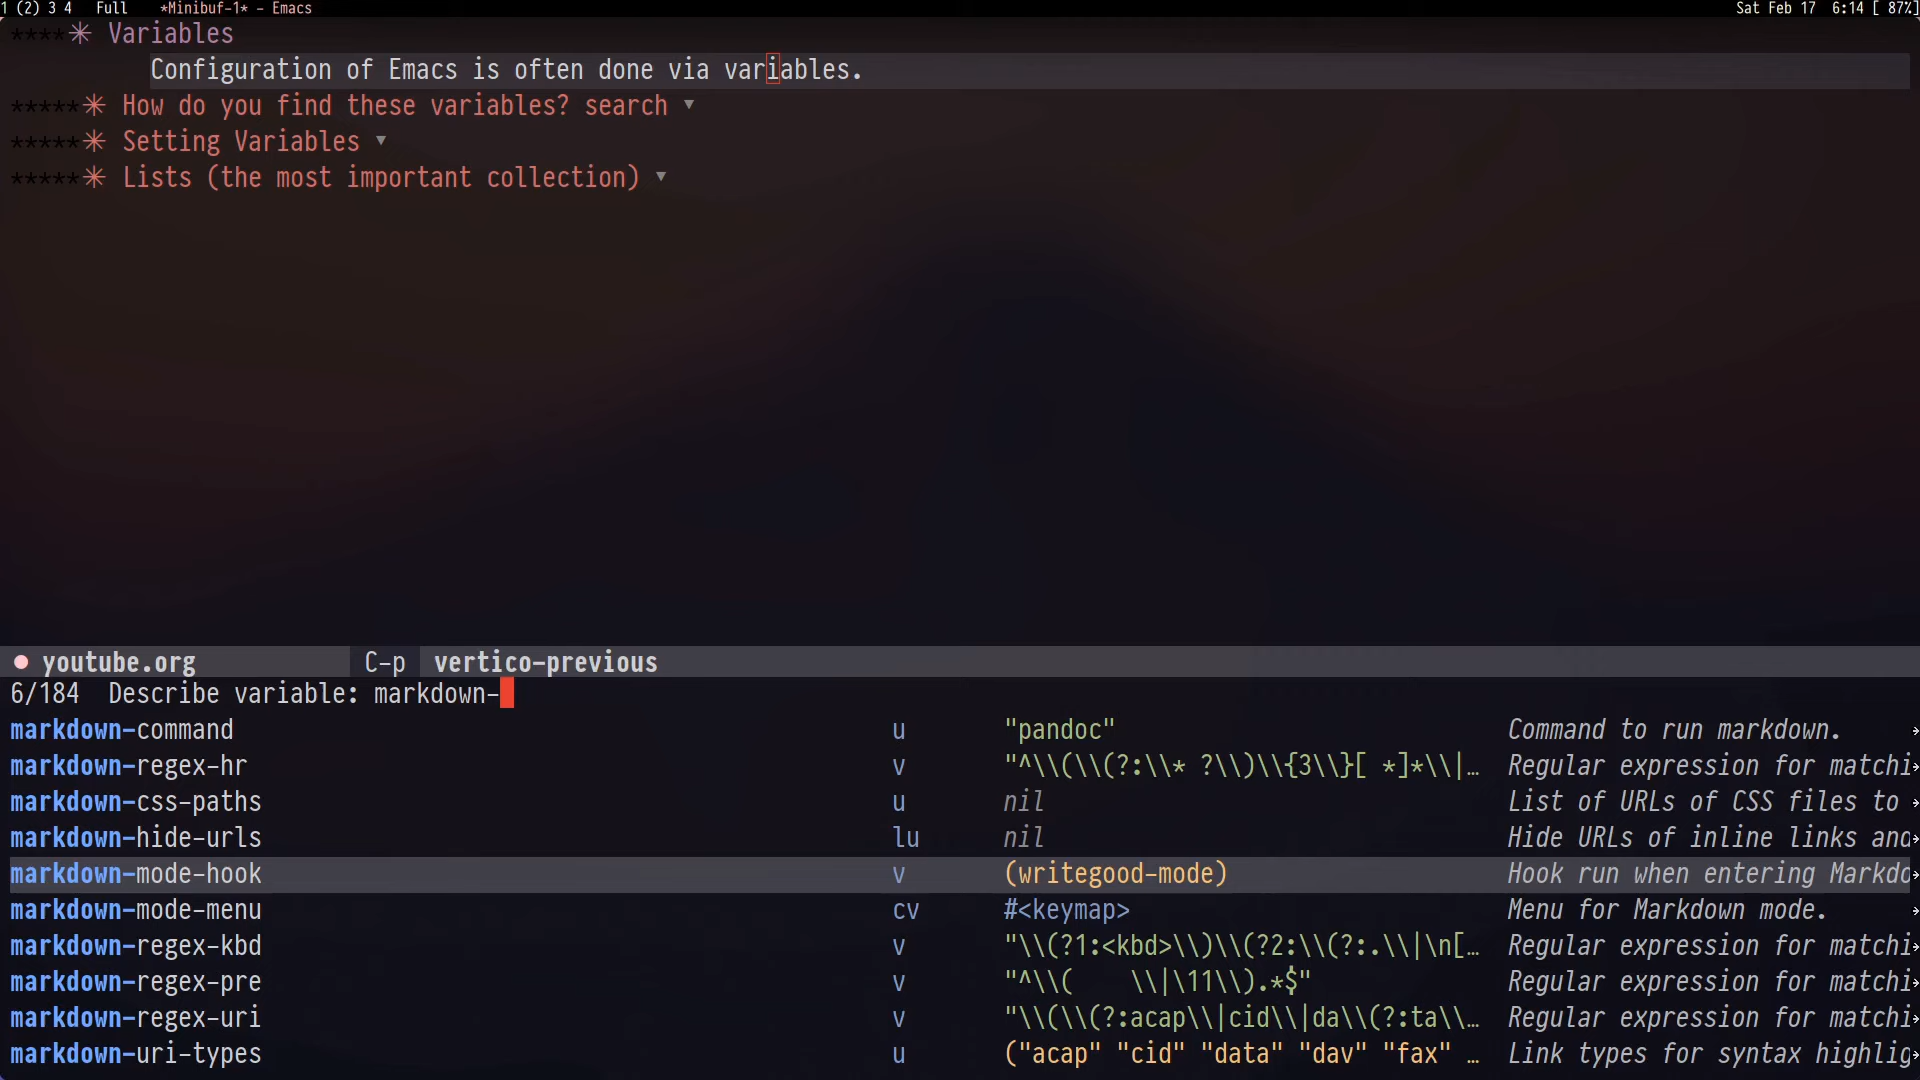 1 (2) 3 4 Full *Minibuf-1* - Emacs Sat Feb 17 6:14 [ 87%]
****✳ Variables
Configuration of Emacs is often done via variables.
*****✳ How do you find these variables? search ▾
*****✳ Setting Variables ▾
*****✳ Lists (the most important collection) ▾
● youtube.org C-p vertico-previous
6/184 Describe variable: markdown-
markdown-command u "pandoc" Command to run markdown.
markdown-regex-hr v "^\\(\\(?:\\* ?\\)\\{3\\}[ *]*\\|… Regular expression for matchi
markdown-css-paths u nil List of URLs of CSS files to
markdown-hide-urls lu nil Hide URLs of inline links and
markdown-mode-hook v (writegood-mode) Hook run when entering Markdo
markdown-mode-menu cv #<keymap> Menu for Markdown mode.
markdown-regex-kbd v "\\(?1:<kbd>\\)\\(?2:\\(?:.\\|\n[… Regular expression for matchi
markdown-regex-pre v "^\\(    \\|\11\\).*$" Regular expression for matchi
markdown-regex-uri v "\\(\\(?:acap\\|cid\\|da\\(?:ta\\… Regular expression for matchi
markdown-uri-types u ("acap" "cid" "data" "dav" "fax" … Link types for syntax highlig